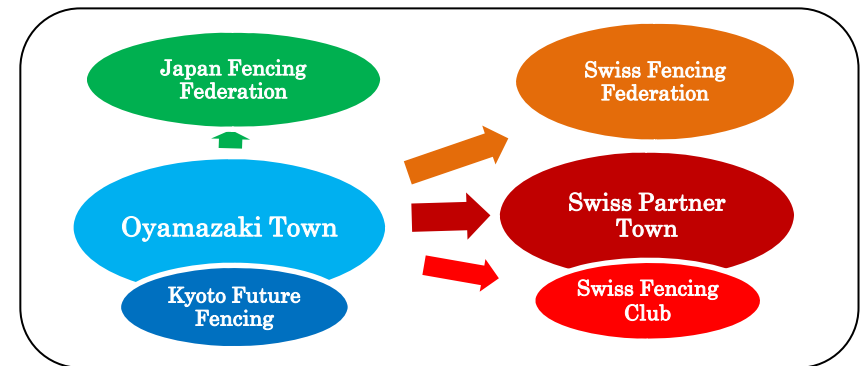 Japan Fencing
Federation
Swiss Fencing
Federation
Oyamazaki Town
Swiss Partner
Town
Kyoto Future
Fencing
Swiss Fencing
Club